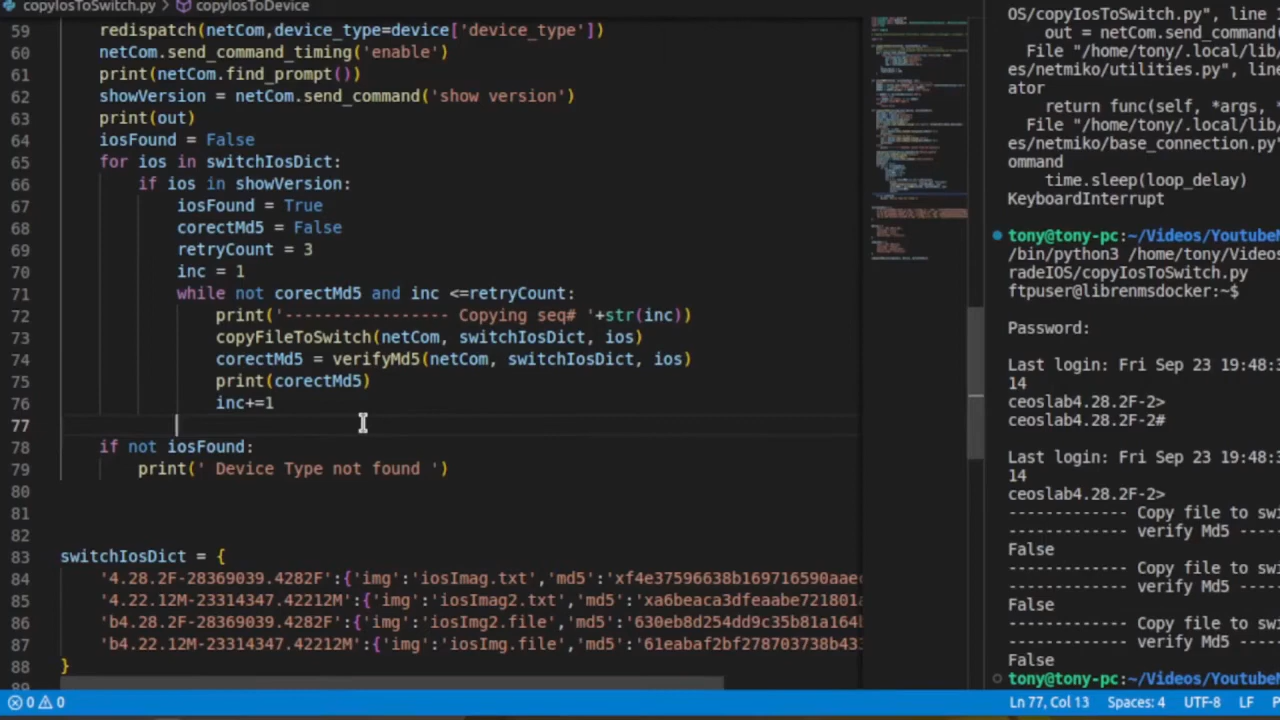 copyIosToSwitch.py > copyIosToDevice
59 redispatch(netCom,device_type=device['device_type'])
60 netCom.send_command_timing('enable')
61 print(netCom.find_prompt())
62 showVersion = netCom.send_command('show version')
63 print(out)
64 iosFound = False
65 for ios in switchIosDict:
66 if ios in showVersion:
67 iosFound = True
68 corectMd5 = False
69 retryCount = 3
70 inc = 1
71 while not corectMd5 and inc <=retryCount:
72 print('----------------- Copying seq# '+str(inc))
73 copyFileToSwitch(netCom, switchIosDict, ios)
74 corectMd5 = verifyMd5(netCom, switchIosDict, ios)
75 print(corectMd5)
76 inc+=1
77
78 if not iosFound:
79 print(' Device Type not found ')
80
81
82
83 switchIosDict = {
84 '4.28.2F-28369039.4282F':{'img':'iosImag.txt','md5':'xf4e37596638b169716590aaec
85 '4.22.12M-23314347.42212M':{'img':'iosImag2.txt','md5':'xa6beaca3dfeaabe721801a
86 'b4.28.2F-28369039.4282F':{'img':'iosImg2.file','md5':'630eb8d254dd9c35b81a164b
87 'b4.22.12M-23314347.42212M':{'img':'iosImg.file','md5':'61eabaf2bf278703738b433
88 }
89
OS/copyIosToSwitch.py", line
out = netCom.send_command(
File "/home/tony/.local/lib/
es/netmiko/utilities.py", line
ator
return func(self, *args, *
File "/home/tony/.local/lib/
es/netmiko/base_connection.py"
ommand
time.sleep(loop_delay)
KeyboardInterrupt
tony@tony-pc:~/Videos/YoutubeM
/bin/python3 /home/tony/Videos
radeIOS/copyIosToSwitch.py
ftpuser@librenmsdocker:~$
Password:
Last login: Fri Sep 23 19:48:3
14
ceoslab4.28.2F-2>
ceoslab4.28.2F-2#
Last login: Fri Sep 23 19:48:3
14
ceoslab4.28.2F-2>
------------- Copy file to swi
------------- verify Md5 -----
False
------------- Copy file to swi
------------- verify Md5 -----
False
------------- Copy file to swi
------------- verify Md5 -----
False
tony@tony-pc:~/Videos/YoutubeM
0 0
Ln 77, Col 13 Spaces: 4 UTF-8 LF